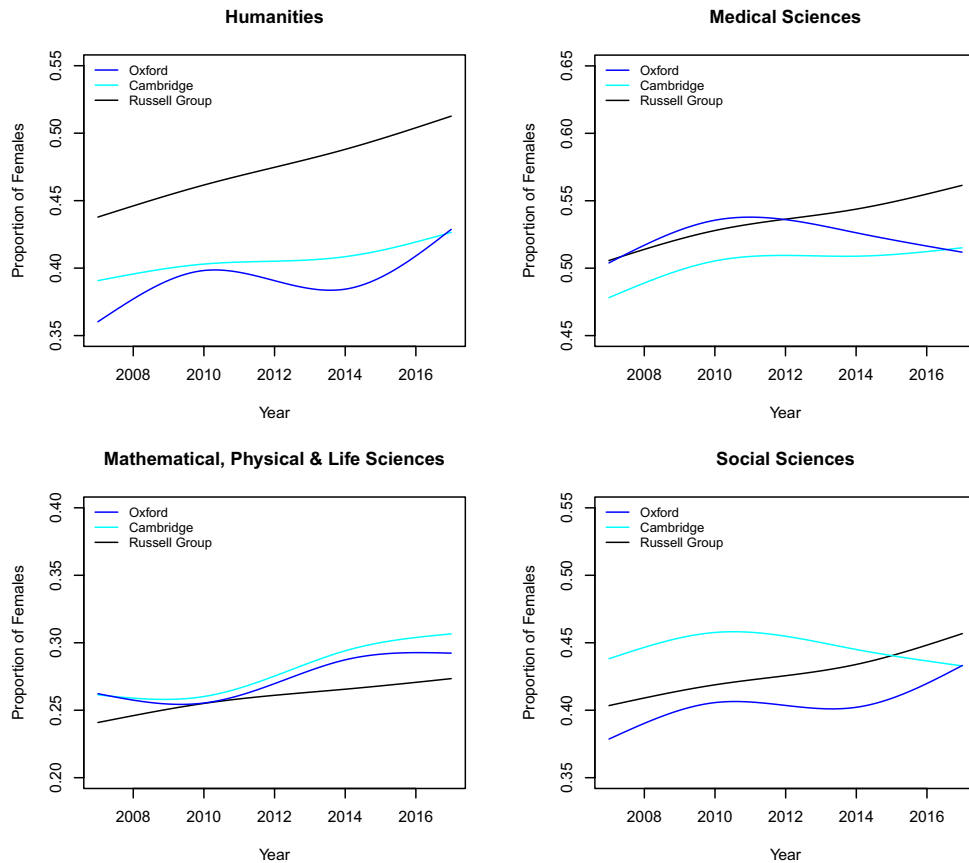 Humanities
Proportion of Females
0.55
0.50
0.45
0.40
0.35
Oxford
Cambridge
Russell Group
2008 2010 2012 2014 2016
Year
Medical Sciences
Proportion of Females
0.65
0.60
0.55
0.50
0.45
Oxford
Cambridge
Russell Group
2008 2010 2012 2014 2016
Year
Mathematical, Physical & Life Sciences
Proportion of Females
0.40
0.35
0.30
0.25
0.20
Oxford
Cambridge
Russell Group
2008 2010 2012 2014 2016
Year
Social Sciences
Proportion of Females
0.55
0.50
0.45
0.40
0.35
Oxford
Cambridge
Russell Group
2008 2010 2012 2014 2016
Year